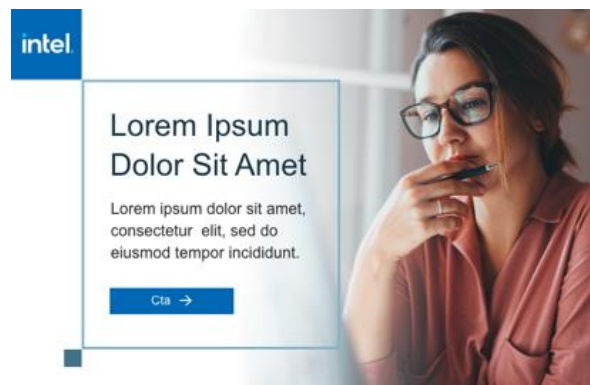 intel.
Lorem Ipsum
Dolor Sit Amet
Lorem ipsum dolor sit amet,
consectetur elit, sed do
eiusmod tempor incididunt.
Cta →